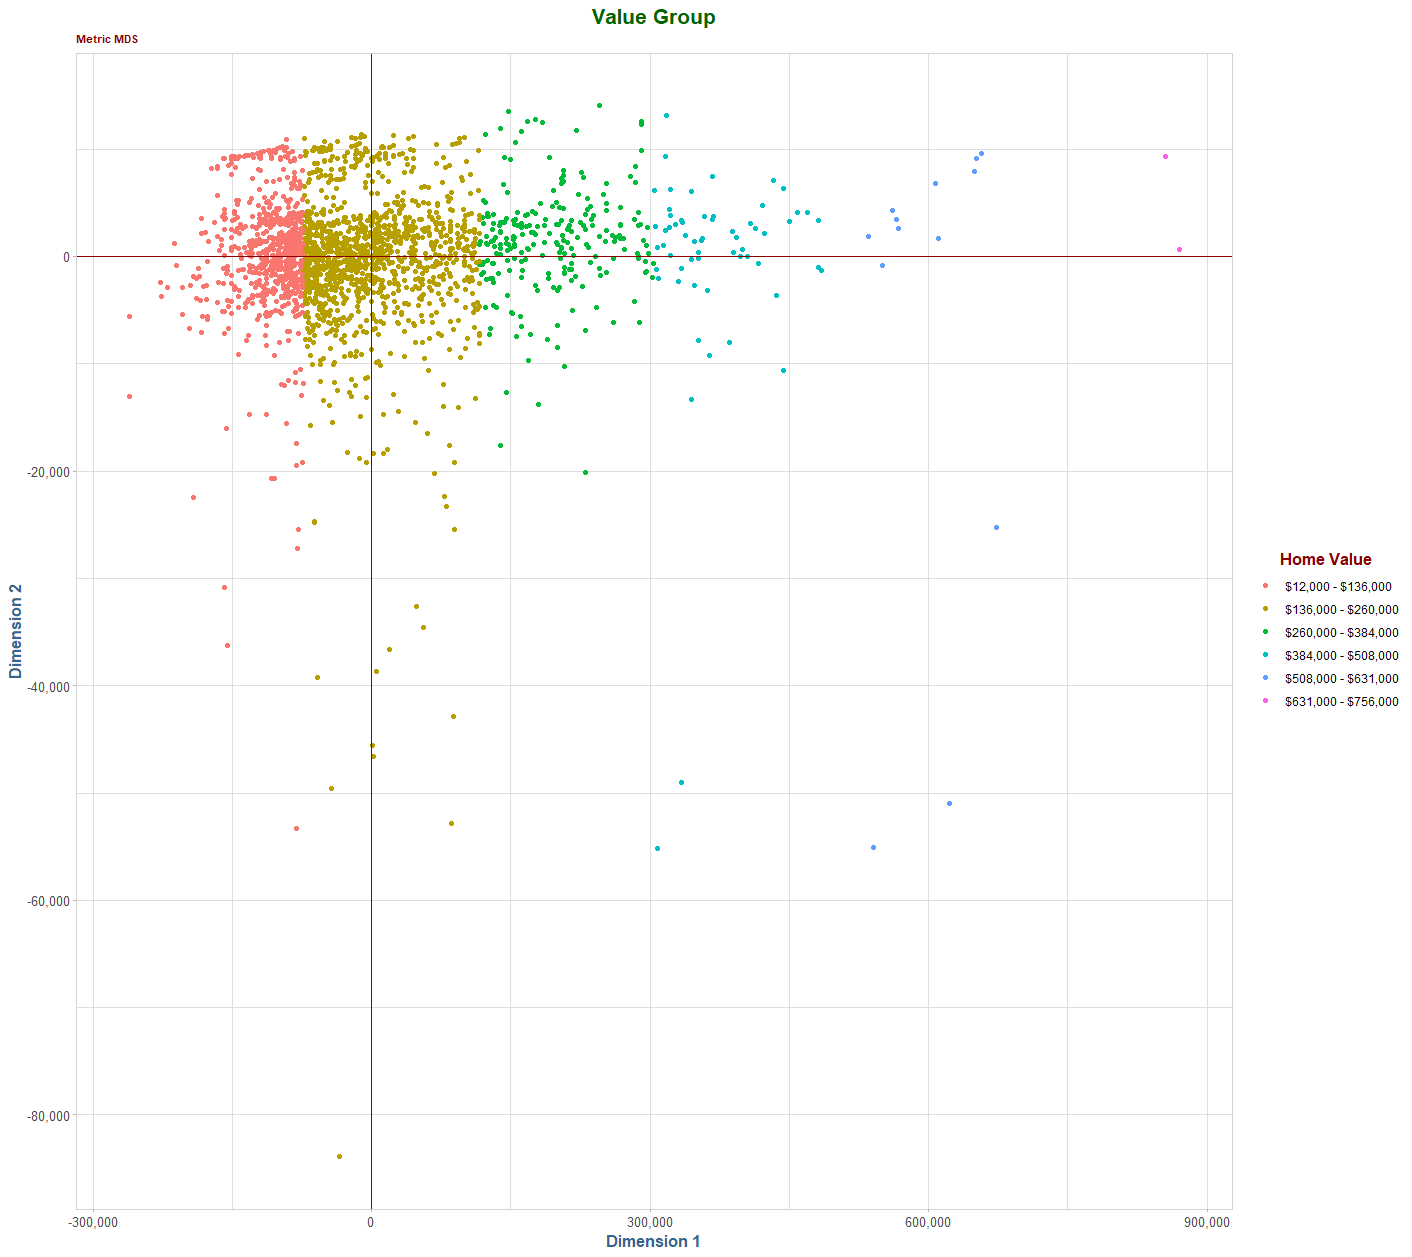 Value Group
Metric MDS
0
-20,000
-40,000
-60,000
-80,000
Dimension 2
-300,000
0
300,000
600,000
900,000
Dimension 1
Home Value
$12,000 - $136,000
$136,000 - $260,000
$260,000 - $384,000
$384,000 - $508,000
$508,000 - $631,000
$631,000 - $756,000